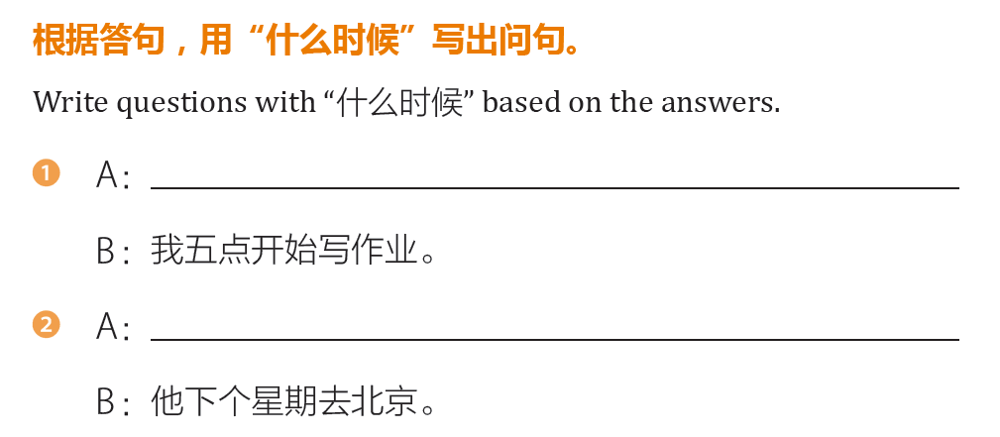 根据答句，用“什么时候”写出问句。
Write questions with “什么时候” based on the answers.
1 A：
B：我五点开始写作业。
2 A：
B：他下个星期去北京。